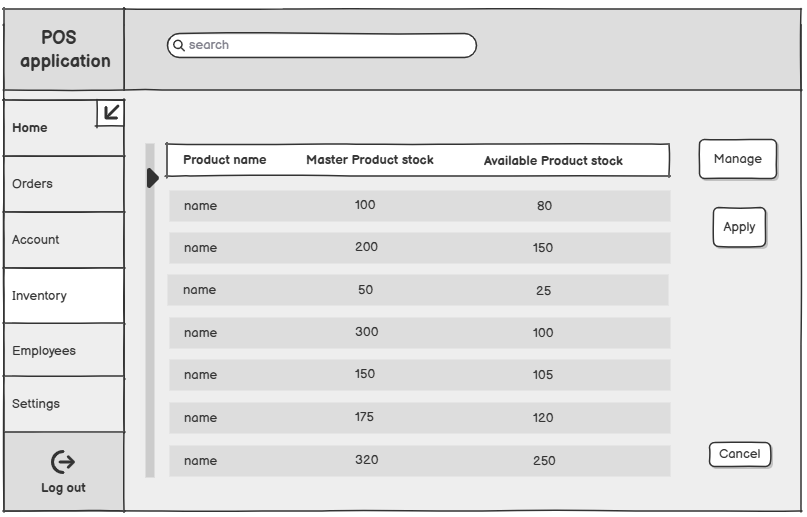 POS
application
search
Home
Orders
Account
Inventory
Employees
Settings
Log out
Product name Master Product stock Available Product stock
name 100 80
name 200 150
name 50 25
name 300 100
name 150 105
name 175 120
name 320 250
Manage
Apply
Cancel